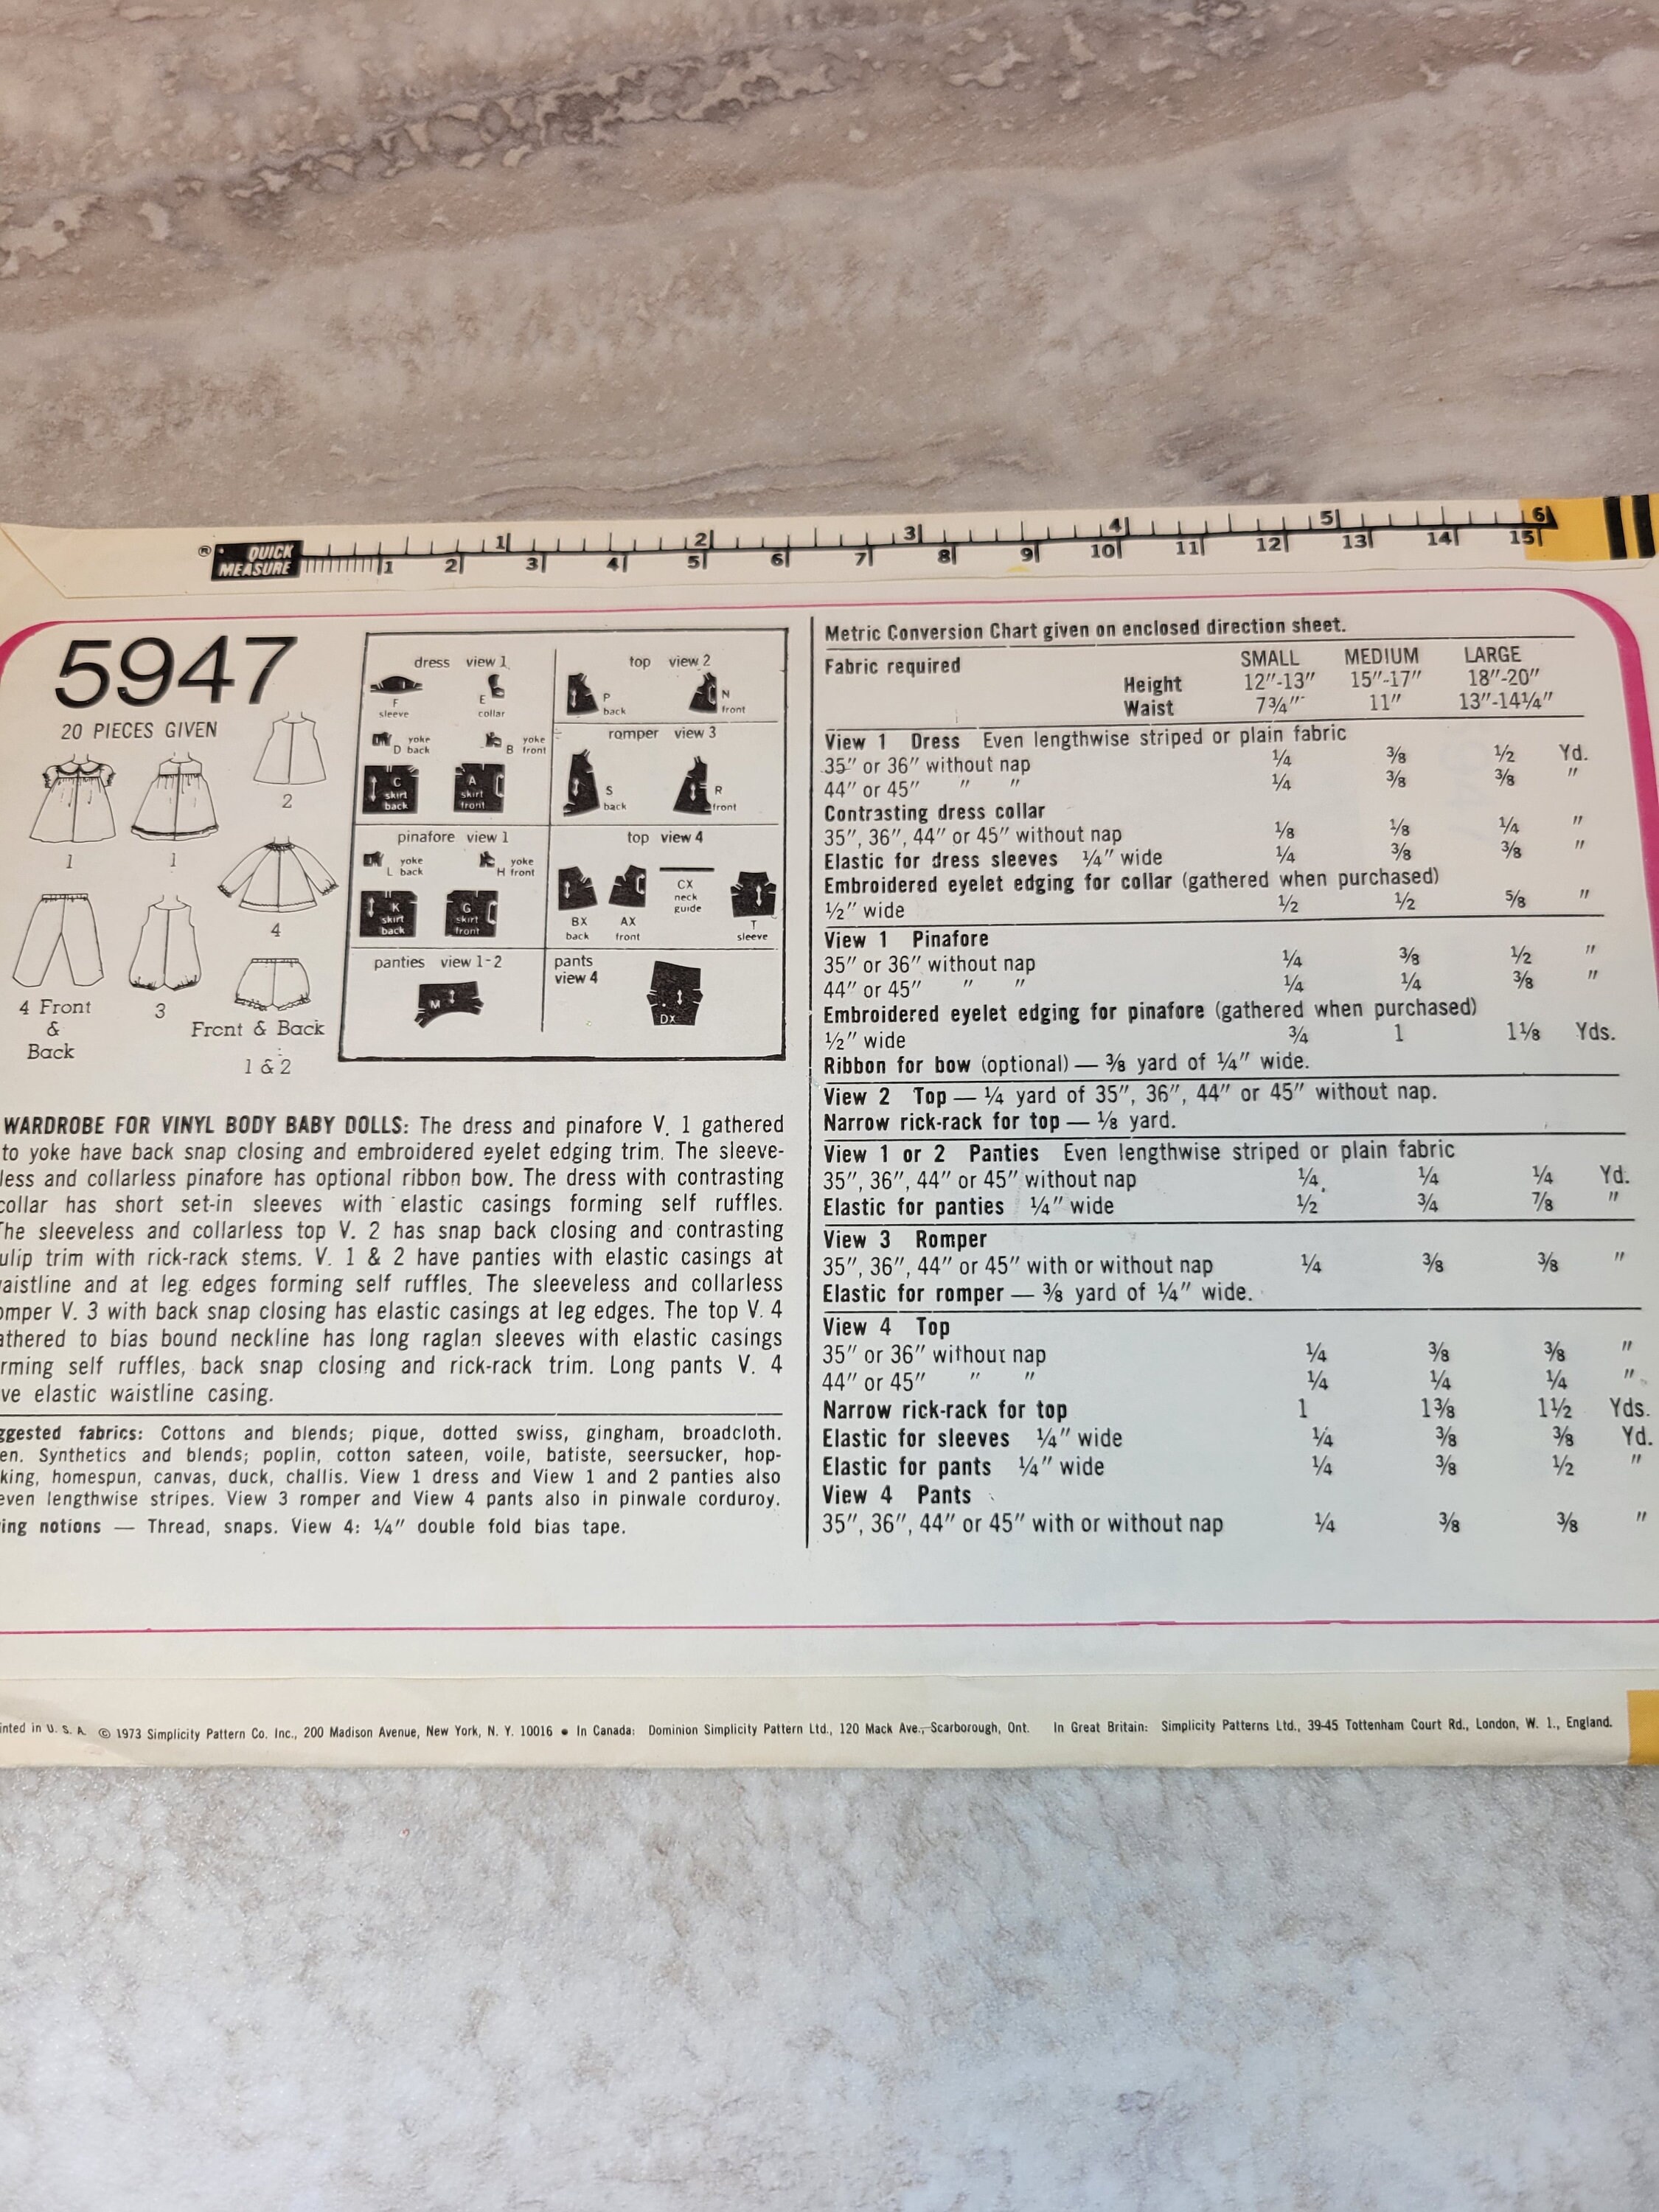 ® QUICK
MEASURE
1 2 3 4 5 6
1 2 3 4 5 6 7 8 9 10 11 12 13 14 15
5947
20 PIECES GIVEN
1
1
2
4
4 Front
&
Back
3
Front & Back
1 & 2
dress view 1
F
sleeve
E
collar
yoke
D back
yoke
B front
C
skirt
back
A
skirt
front
pinafore view 1
yoke
L back
yoke
H front
K
skirt
back
G
skirt
front
panties view 1-2
M
top view 2
P
back
N
front
romper view 3
S
back
R
front
top view 4
BX
back
AX
front
CX
neck
guide
T
sleeve
pants
view 4
DX
WARDROBE FOR VINYL BODY BABY DOLLS: The dress and pinafore V. 1 gathered
to yoke have back snap closing and embroidered eyelet edging trim. The sleeve-
less and collarless pinafore has optional ribbon bow. The dress with contrasting
collar has short set-in sleeves with elastic casings forming self ruffles.
he sleeveless and collarless top V. 2 has snap back closing and contrasting
ulip trim with rick-rack stems. V. 1 & 2 have panties with elastic casings at
aistline and at leg edges forming self ruffles. The sleeveless and collarless
omper V. 3 with back snap closing has elastic casings at leg edges. The top V. 4
athered to bias bound neckline has long raglan sleeves with elastic casings
rming self ruffles, back snap closing and rick-rack trim. Long pants V. 4
ve elastic waistline casing.
ggested fabrics: Cottons and blends; pique, dotted swiss, gingham, broadcloth.
en. Synthetics and blends; poplin, cotton sateen, voile, batiste, seersucker, hop-
king, homespun, canvas, duck, challis. View 1 dress and View 1 and 2 panties also
even lengthwise stripes. View 3 romper and View 4 pants also in pinwale corduroy.
ing notions — Thread, snaps. View 4: ¼" double fold bias tape.
Metric Conversion Chart given on enclosed direction sheet.
Fabric required SMALL MEDIUM LARGE
Height 12"-13" 15"-17" 18"-20"
Waist 7¾" 11" 13"-14¼"
View 1 Dress Even lengthwise striped or plain fabric
35" or 36" without nap ¼ ⅜ ½ Yd.
44" or 45" " " ¼ ⅜ ⅜ "
Contrasting dress collar
35", 36", 44" or 45" without nap ⅛ ⅛ ¼ "
Elastic for dress sleeves ¼" wide ¼ ⅜ ⅜ "
Embroidered eyelet edging for collar (gathered when purchased)
½" wide ½ ½ ⅝ "
View 1 Pinafore
35" or 36" without nap ¼ ⅜ ½ "
44" or 45" " " ¼ ¼ ⅜ "
Embroidered eyelet edging for pinafore (gathered when purchased)
½" wide ¾ 1 1⅛ Yds.
Ribbon for bow (optional) — ⅜ yard of ¼" wide.
View 2 Top — ¼ yard of 35", 36", 44" or 45" without nap.
Narrow rick-rack for top — ⅛ yard.
View 1 or 2 Panties Even lengthwise striped or plain fabric
35", 36", 44" or 45" without nap ¼ ¼ ¼ Yd.
Elastic for panties ¼" wide ½ ¾ ⅞ "
View 3 Romper
35", 36", 44" or 45" with or without nap ¼ ⅜ ⅜ "
Elastic for romper — ⅜ yard of ¼" wide.
View 4 Top
35" or 36" without nap ¼ ⅜ ⅜ "
44" or 45" " " ¼ ¼ ¼ "
Narrow rick-rack for top 1 1⅜ 1½ Yds.
Elastic for sleeves ¼" wide ¼ ⅜ ⅜ Yd.
Elastic for pants ¼" wide ¼ ⅜ ½ "
View 4 Pants
35", 36", 44" or 45" with or without nap ¼ ⅜ ⅜ "
inted in U. S. A. © 1973 Simplicity Pattern Co. Inc., 200 Madison Avenue, New York, N. Y. 10016 • In Canada: Dominion Simplicity Pattern Ltd., 120 Mack Ave., Scarborough, Ont. In Great Britain: Simplicity Patterns Ltd., 39-45 Tottenham Court Rd., London, W. 1., England.